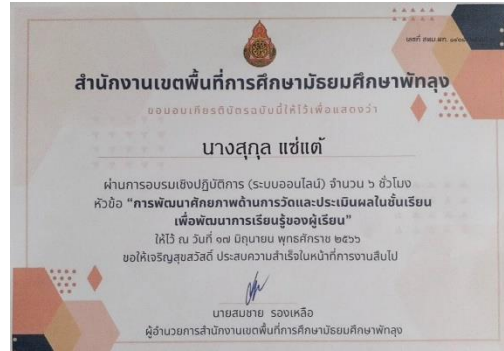 สำนักงานเขตพื้นที่การศึกษามัธยมศึกษาพัทลุง
ขอมอบเกียรติบัตรฉบับนี้ให้ไว้เพื่อแสดงว่า
นางสุกุล แซ่แต้
ผ่านการอบรมเชิงปฏิบัติการ (ระบบออนไลน์) จำนวน ๖ ชั่วโมง
หัวข้อ "การพัฒนาศักยภาพด้านการวัดและประเมินผลในชั้นเรียน
เพื่อพัฒนาการเรียนรู้ของผู้เรียน"
ให้ไว้ ณ วันที่ ๑๗ มิถุนายน พุทธศักราช ๒๕๖๖
ขอให้เจริญสุขสวัสดิ์ ประสบความสำเร็จในหน้าที่การงานสืบไป
นายสมชาย รองเหลือ
ผู้อำนวยการสำนักงานเขตพื้นที่การศึกษามัธยมศึกษาพัทลุง